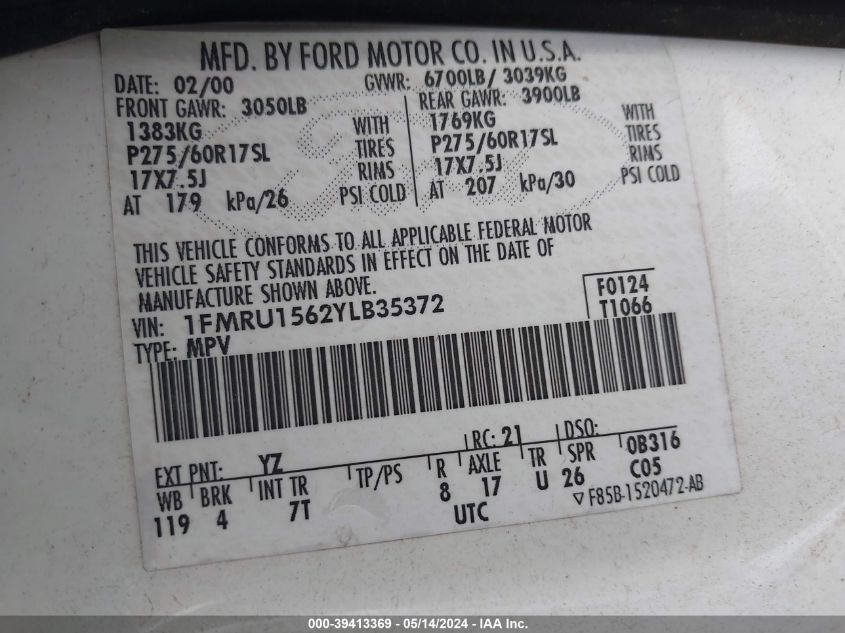 MFD. BY FORD MOTOR CO. IN U.S.A.
DATE: 02/00 GVWR: 6700LB/ 3039KG
FRONT GAWR: 3050LB REAR GAWR: 3900LB
1383KG WITH 1769KG WITH
P275/60R17SL TIRES P275/60R17SL TIRES
17X7.5J RIMS 17X7.5J RIMS
AT 179 kPa/26 PSI COLD AT 207 kPa/30 PSI COLD
THIS VEHICLE CONFORMS TO ALL APPLICABLE FEDERAL MOTOR
VEHICLE SAFETY STANDARDS IN EFFECT ON THE DATE OF
MANUFACTURE SHOWN ABOVE.
F0124
VIN: 1FMRU1562YLB35372 T1066
TYPE: MPV
EXT PNT: YZ RC: 21 DSO: 0B316
WB BRK INT TR TP/PS R AXLE TR SPR C05
119 4 7T 8 17 U 26
UTC ▽ F85B-1520472-AB
000-39413369 - 05/14/2024 - IAA Inc.